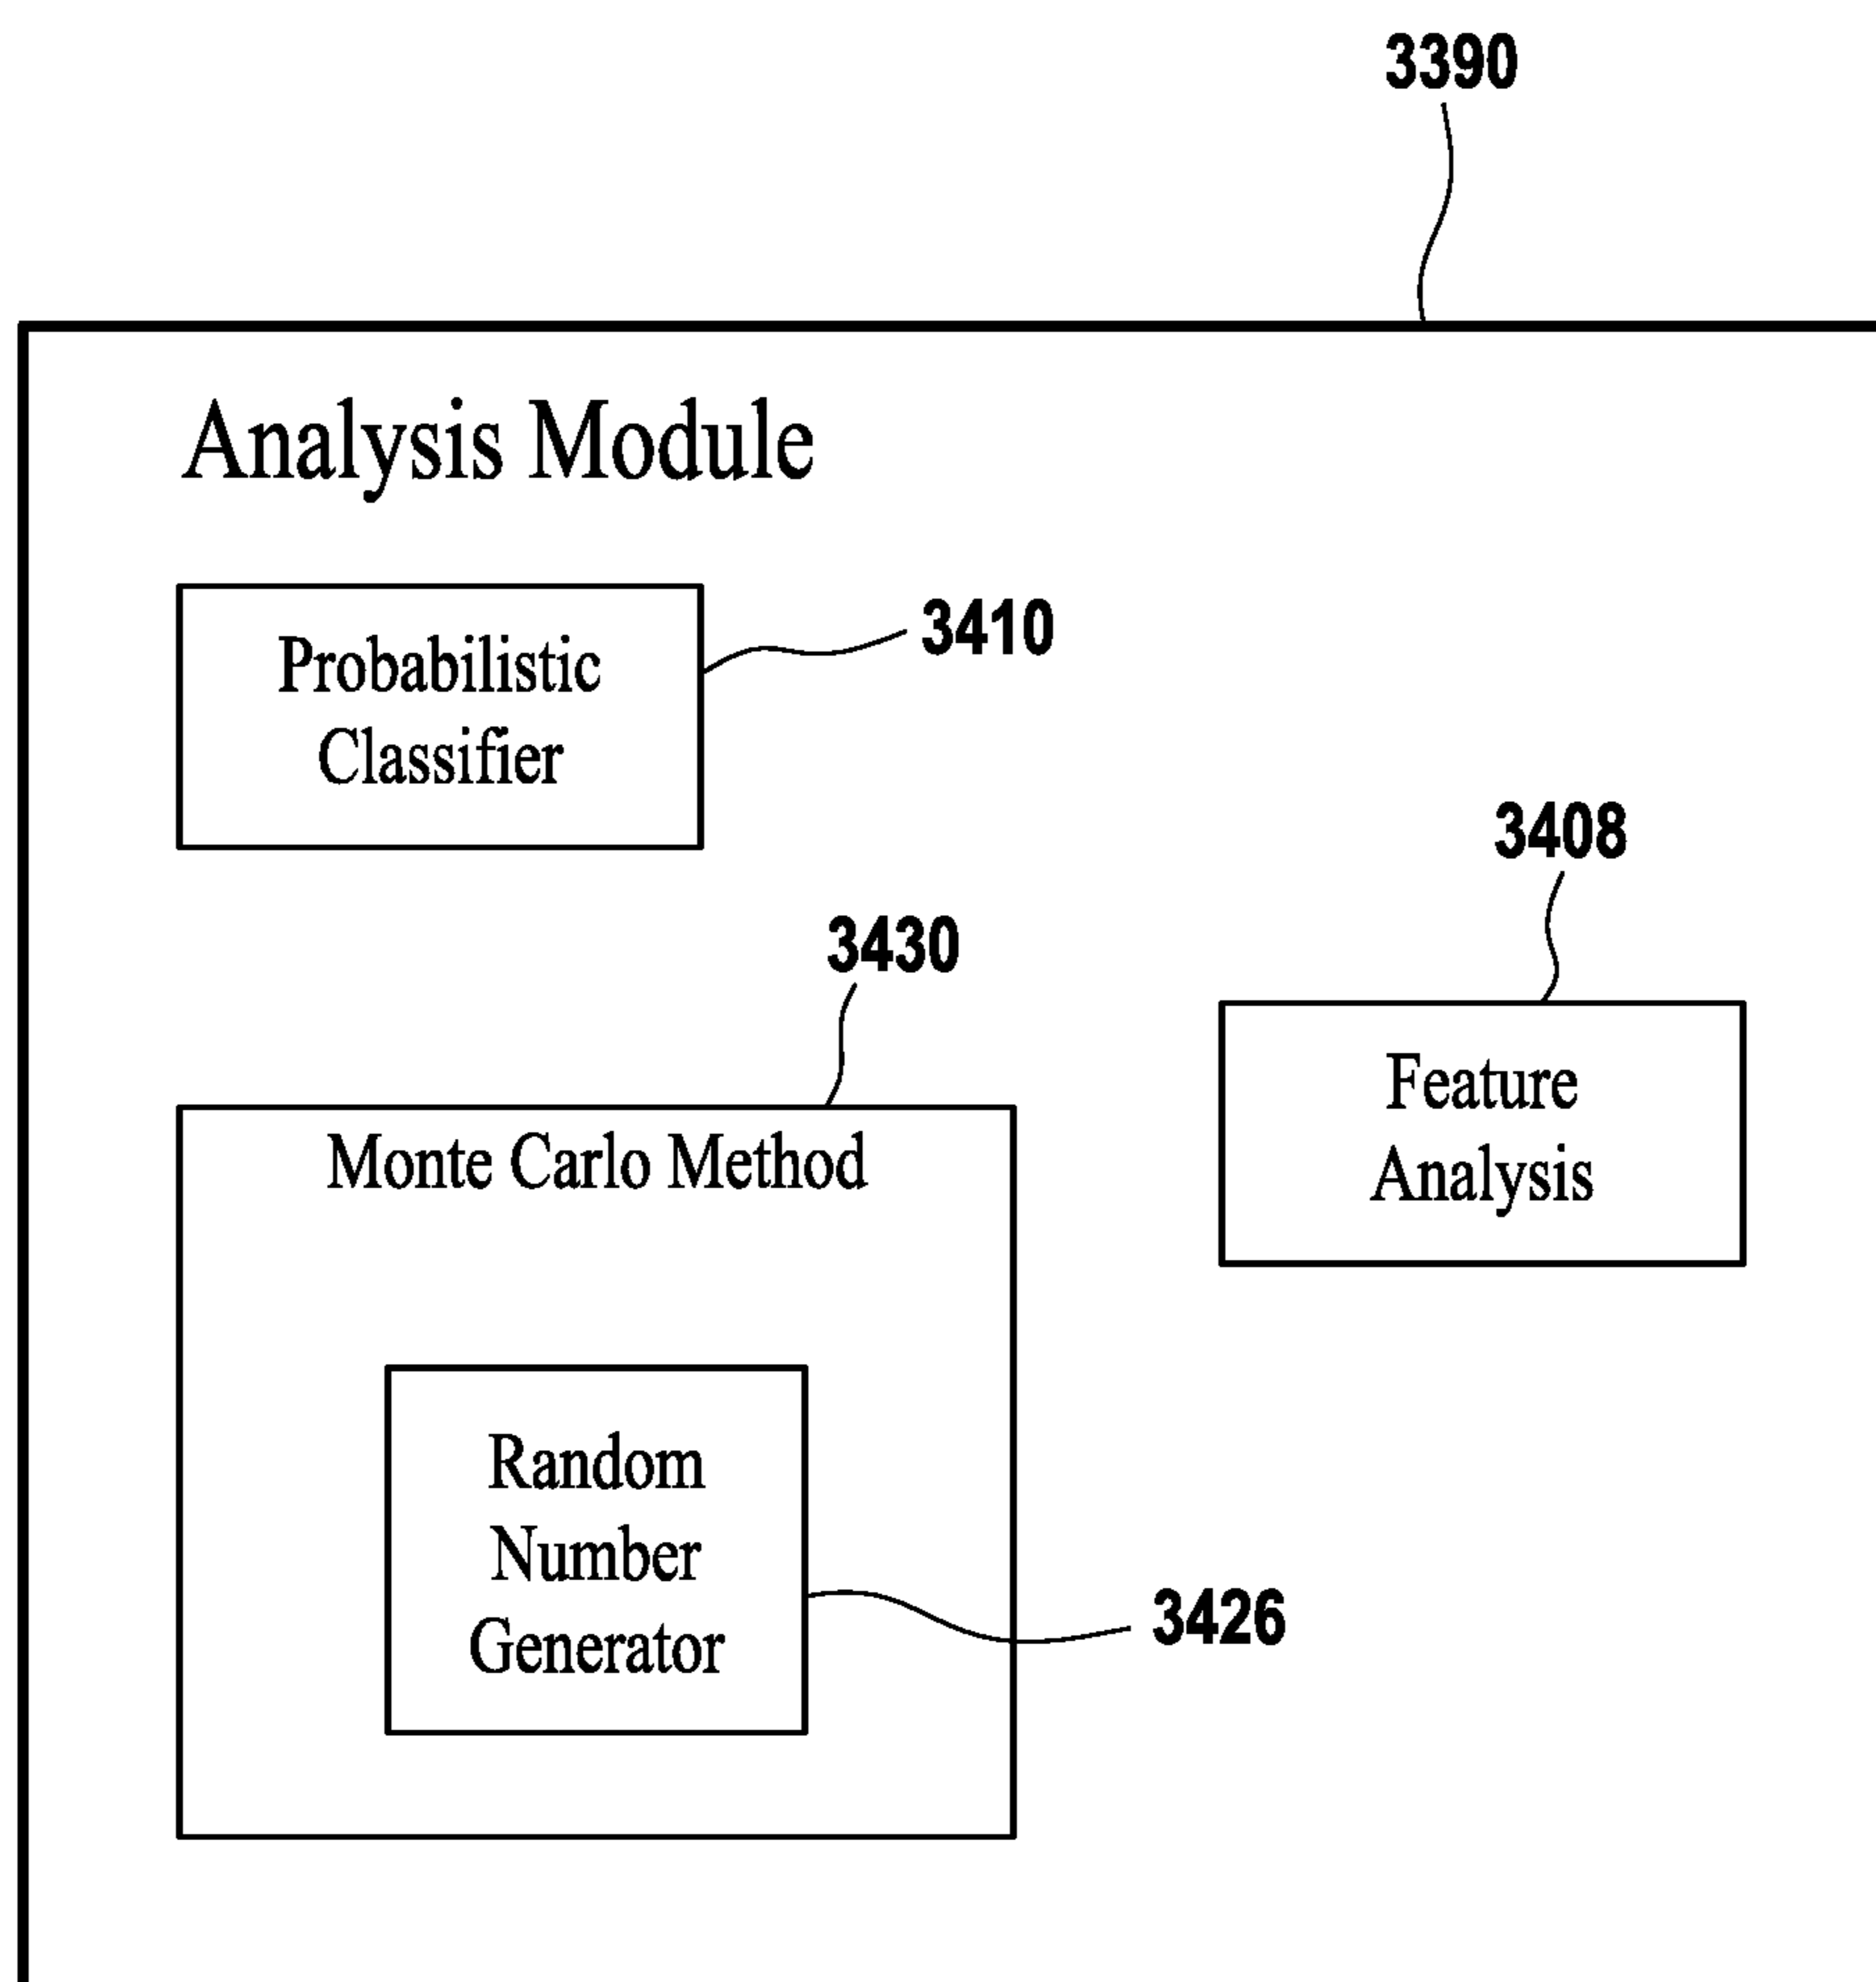 3390
Analysis Module
Probabilistic
Classifier
3410
3408
3430
Feature
Analysis
Monte Carlo Method
Random
Number
Generator
3426